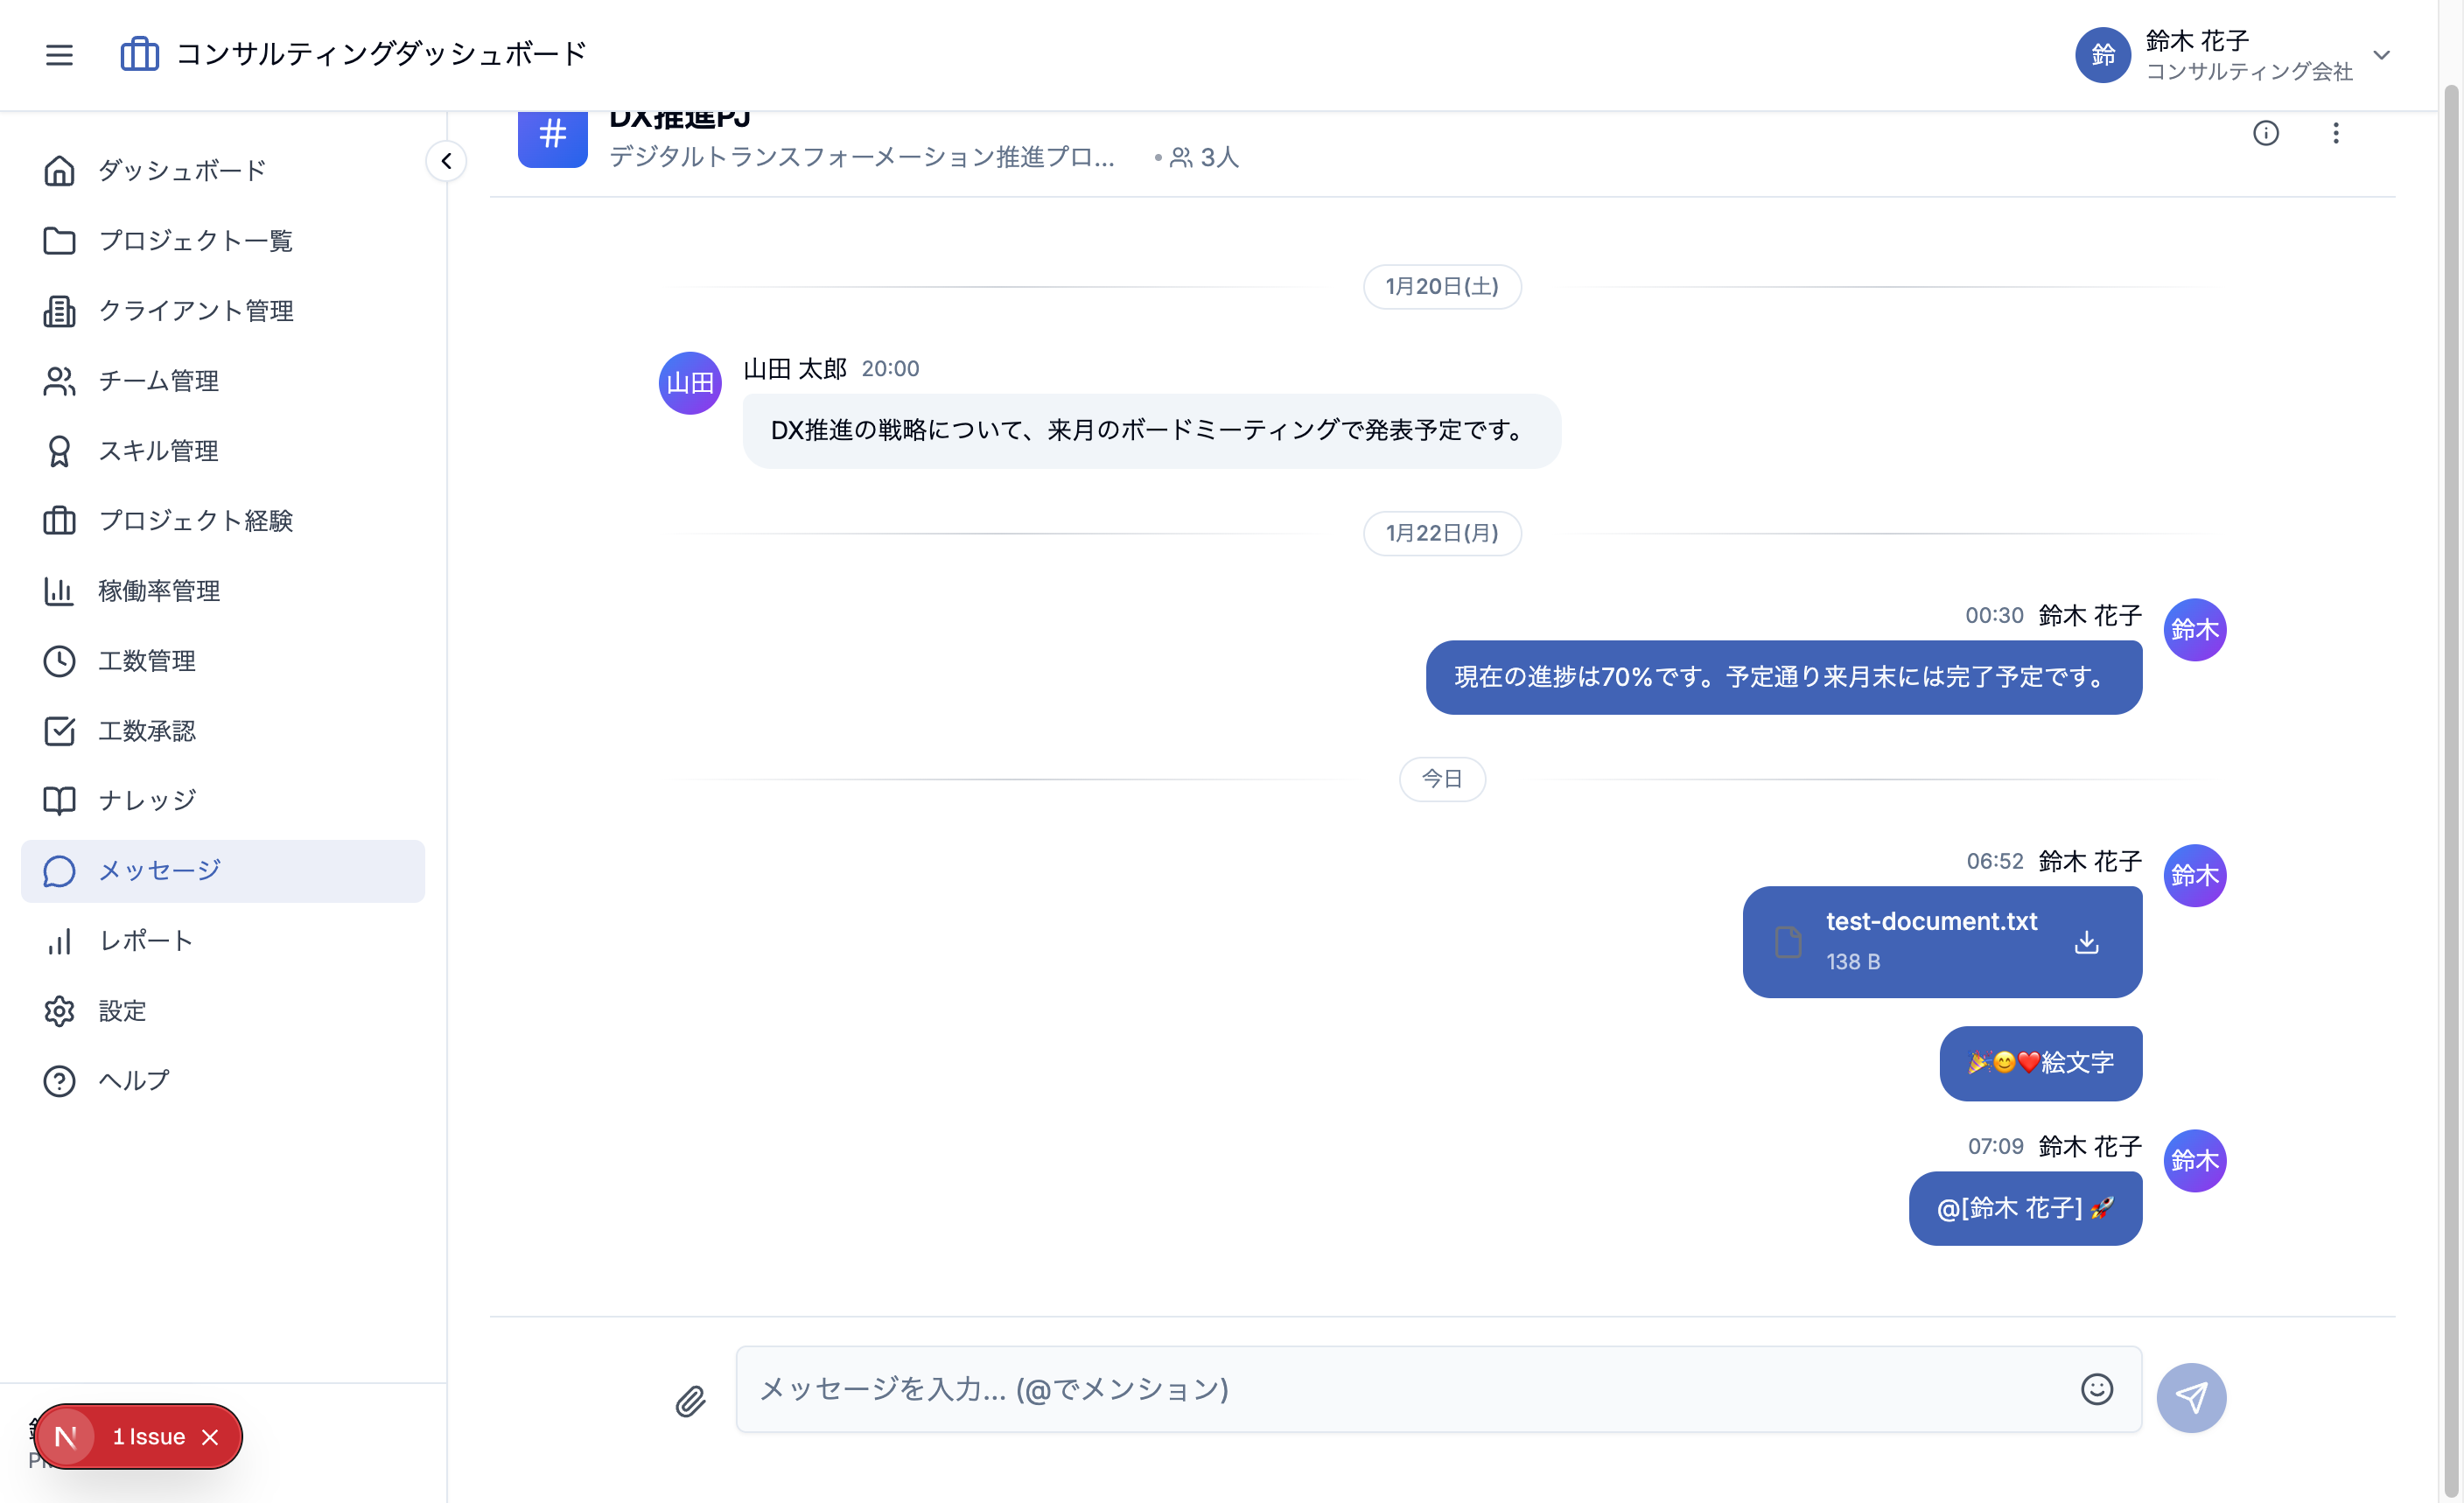 コンサルティングダッシュボード
鈴
鈴木 花子
コンサルティング会社
ダッシュボード
プロジェクト一覧
クライアント管理
チーム管理
スキル管理
プロジェクト経験
稼働率管理
工数管理
工数承認
ナレッジ
メッセージ
レポート
設定
ヘルプ
N
1 Issue
#
DX推進PJ
デジタルトランスフォーメーション推進プロ...
• 3人
1月20日(土)
山田
山田 太郎 20:00
DX推進の戦略について、来月のボードミーティングで発表予定です。
1月22日(月)
00:30 鈴木 花子
鈴木
現在の進捗は70%です。予定通り来月末には完了予定です。
今日
06:52 鈴木 花子
鈴木
test-document.txt
138 B
🎉😊❤️絵文字
07:09 鈴木 花子
鈴木
@[鈴木 花子] 🚀
メッセージを入力... (@でメンション)